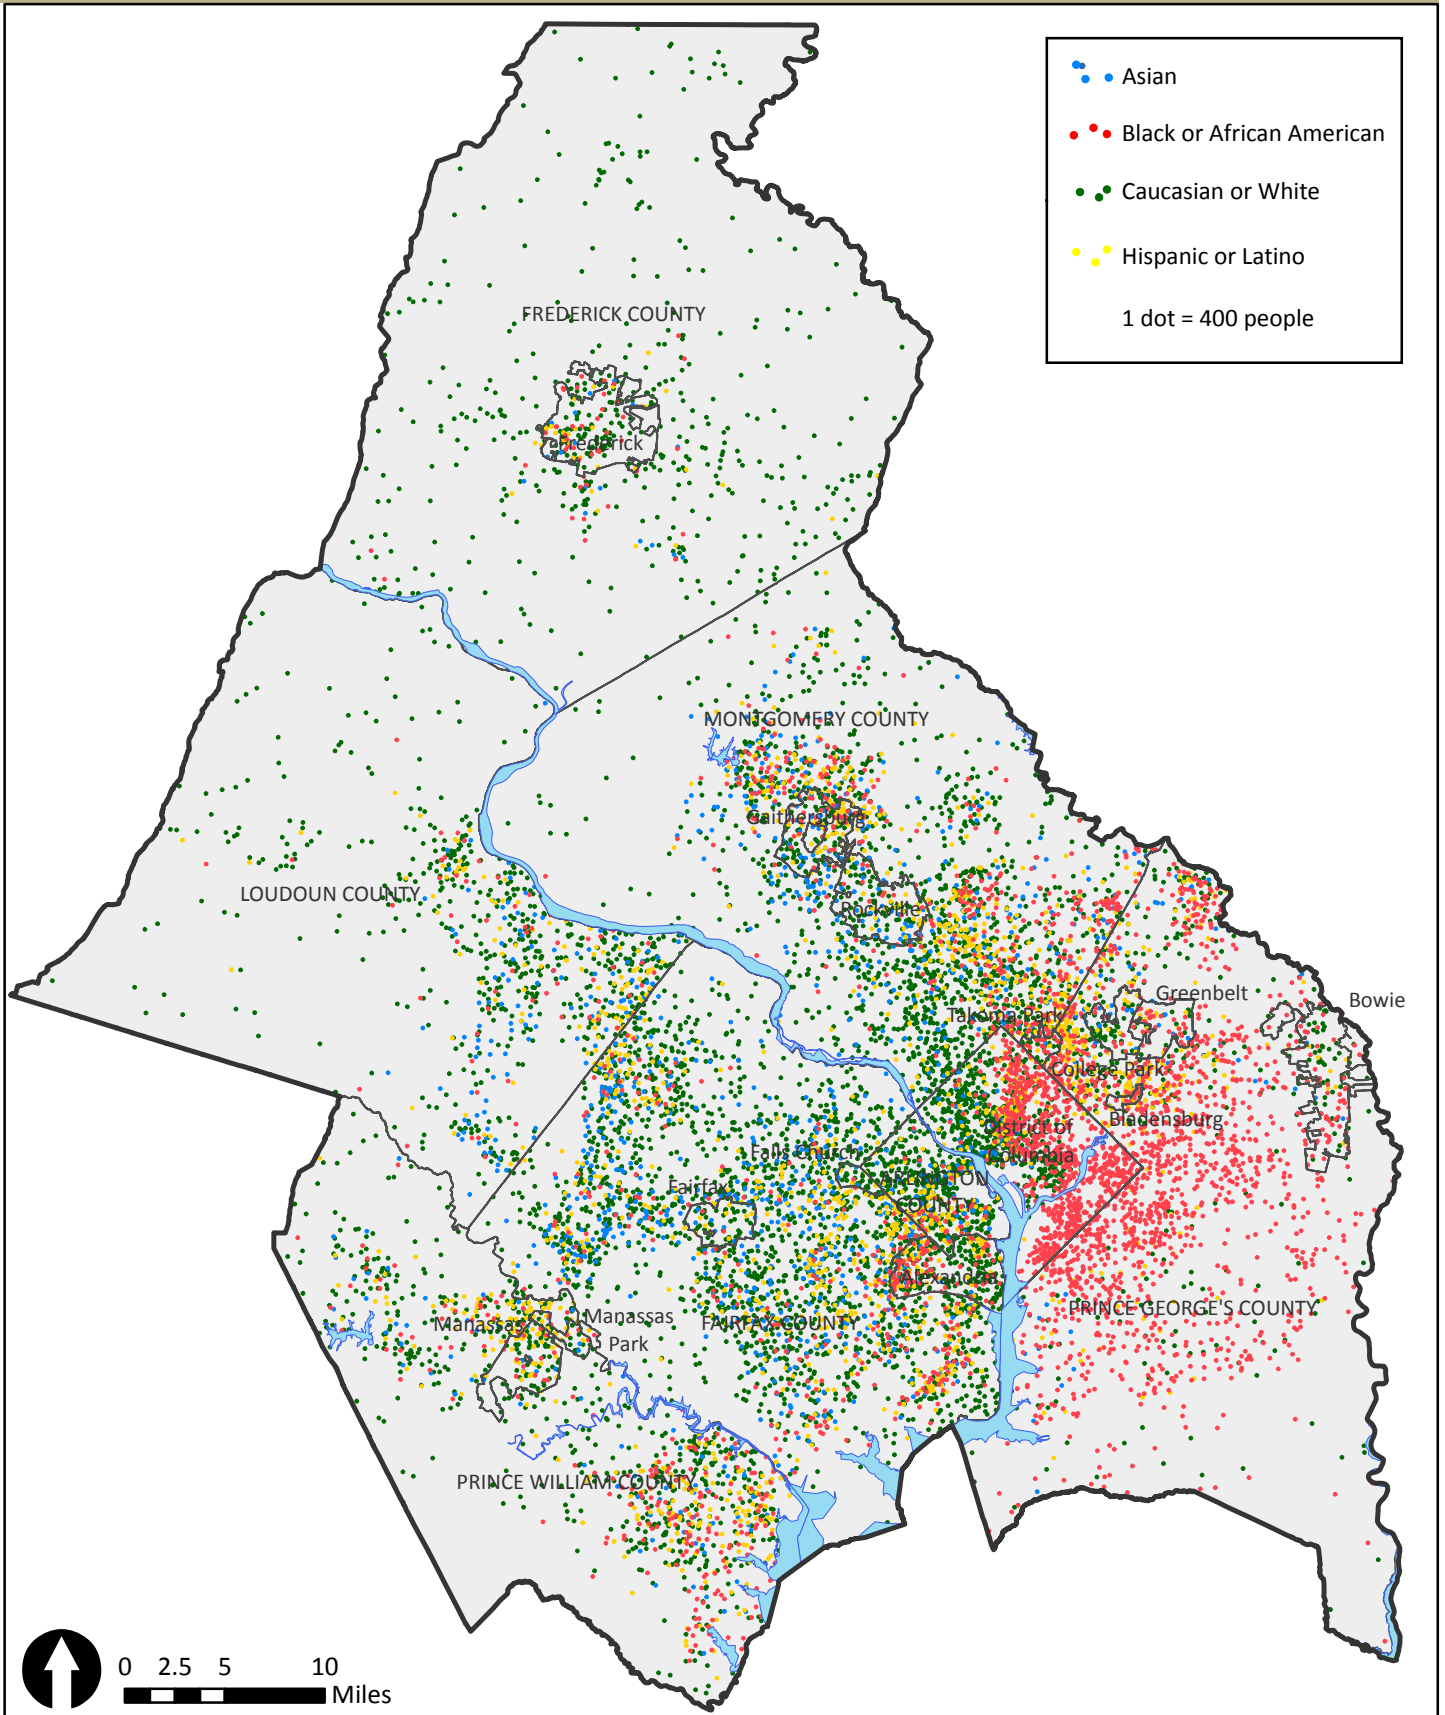 Asian
Black or African American
Caucasian or White
Hispanic or Latino
1 dot = 400 people
FREDERICK COUNTY
Frederick
MONTGOMERY COUNTY
Gaithersburg
LOUDOUN COUNTY
Rockville
Greenbelt
Bowie
Takoma Park
College Park
Bladensburg
District of
Columbia
Falls Church
ARLINGTON
COUNTY
Fairfax
Alexandria
PRINCE GEORGE'S COUNTY
Manassas
Manassas
Park
FAIRFAX COUNTY
PRINCE WILLIAM COUNTY
0 2.5 5 10
Miles